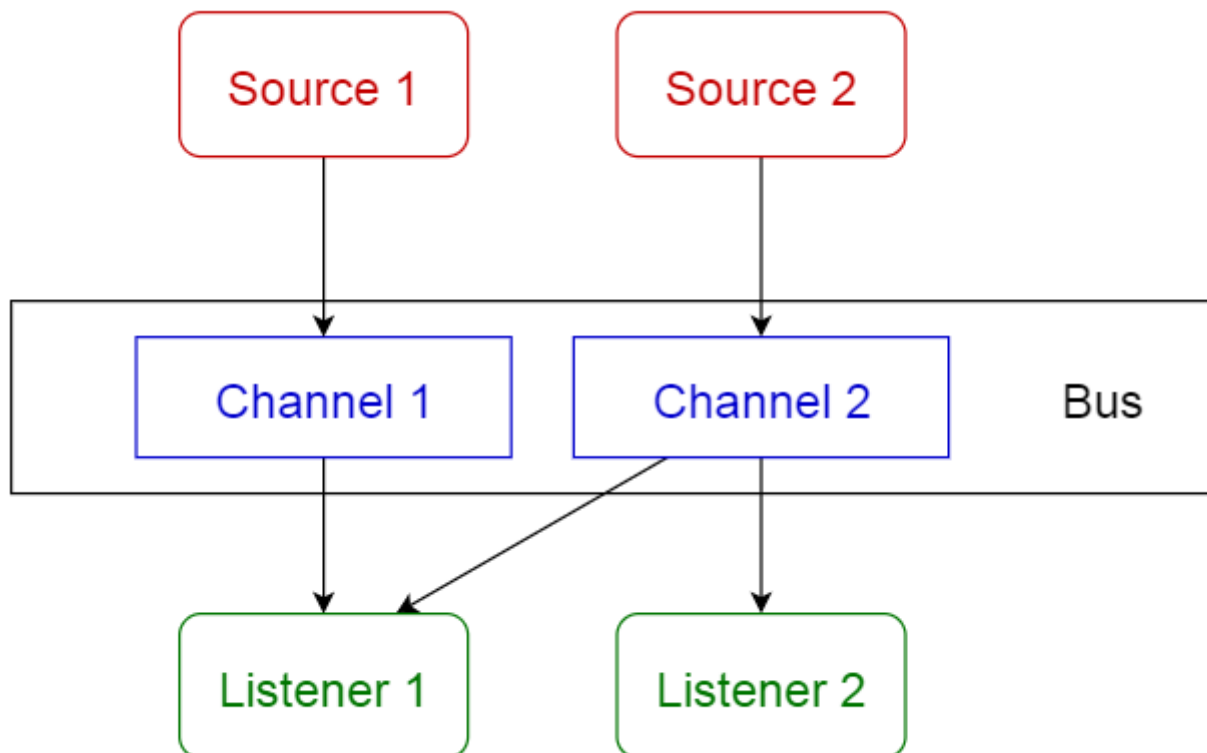 Source 1
Source 2
Channel 1
Channel 2
Bus
Listener 1
Listener 2